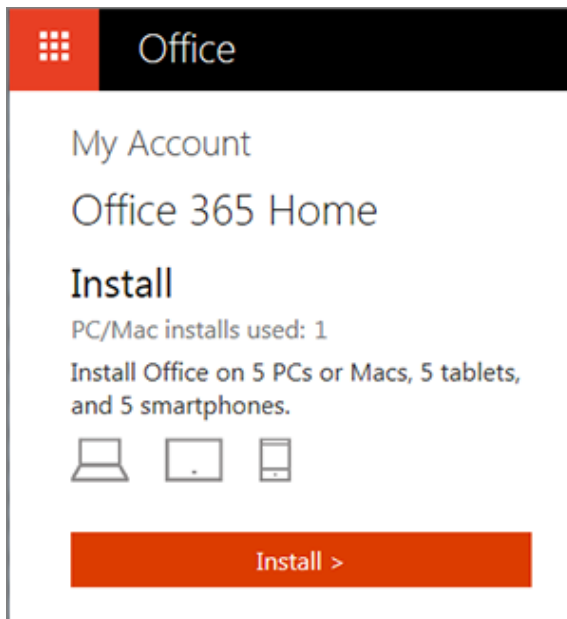 Office
My Account
Office 365 Home
Install
PC/Mac installs used: 1
Install Office on 5 PCs or Macs, 5 tablets,
and 5 smartphones.
Install >